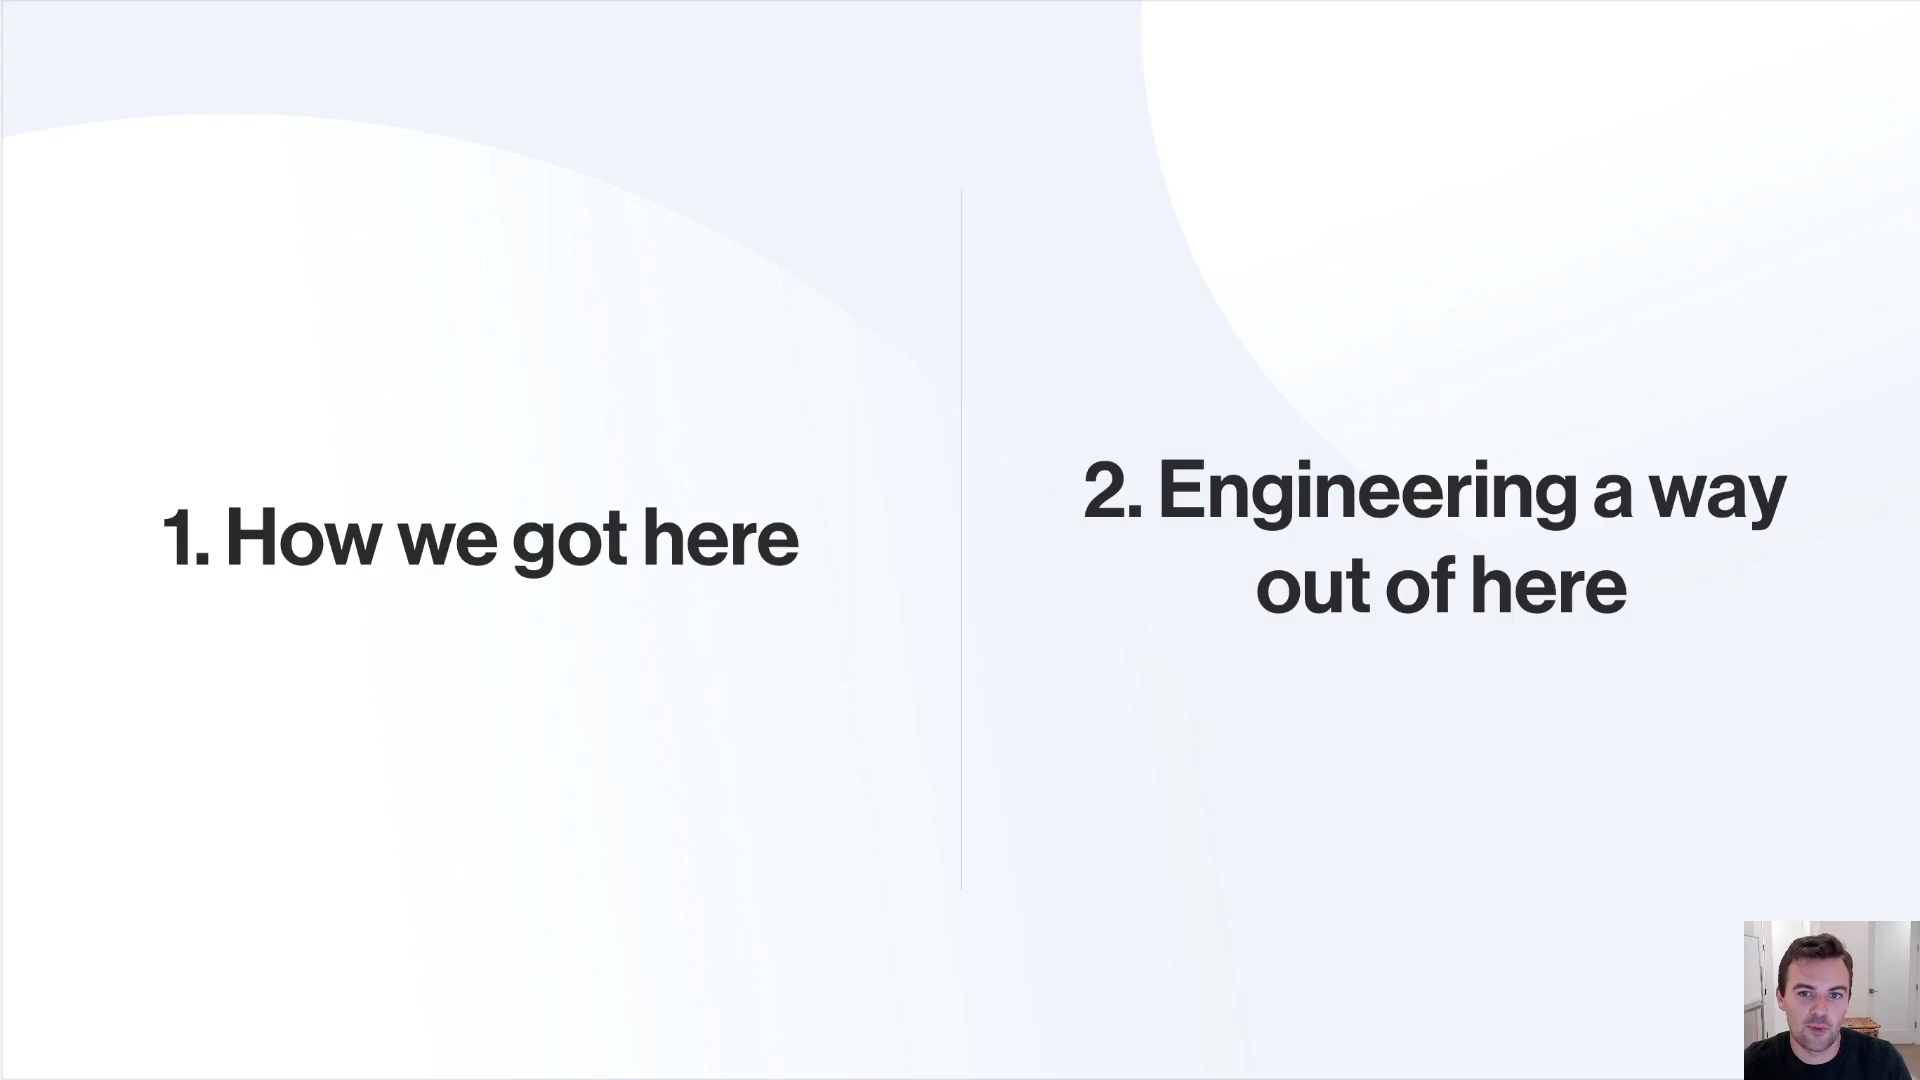 1. How we got here
2. Engineering a way
out of here